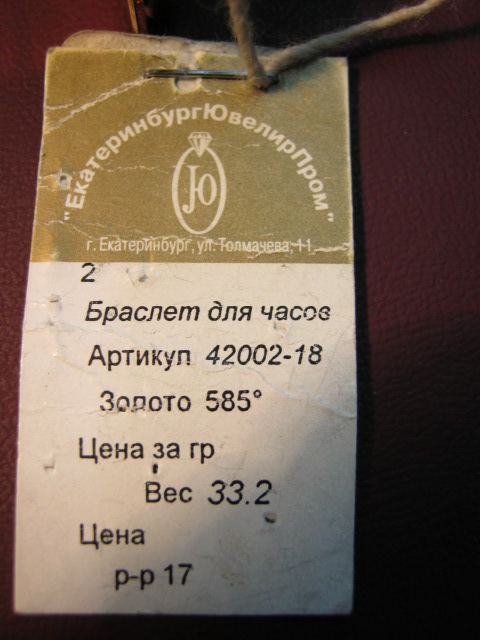 "ЕкатеринбургЮвелирПром"
Ю
г. Екатеринбург, ул. Толмачева, 11
2
Браслет для часов
Артикул 42002-18
Золото 585°
Цена за гр
Вес 33.2
Цена
р-р 17